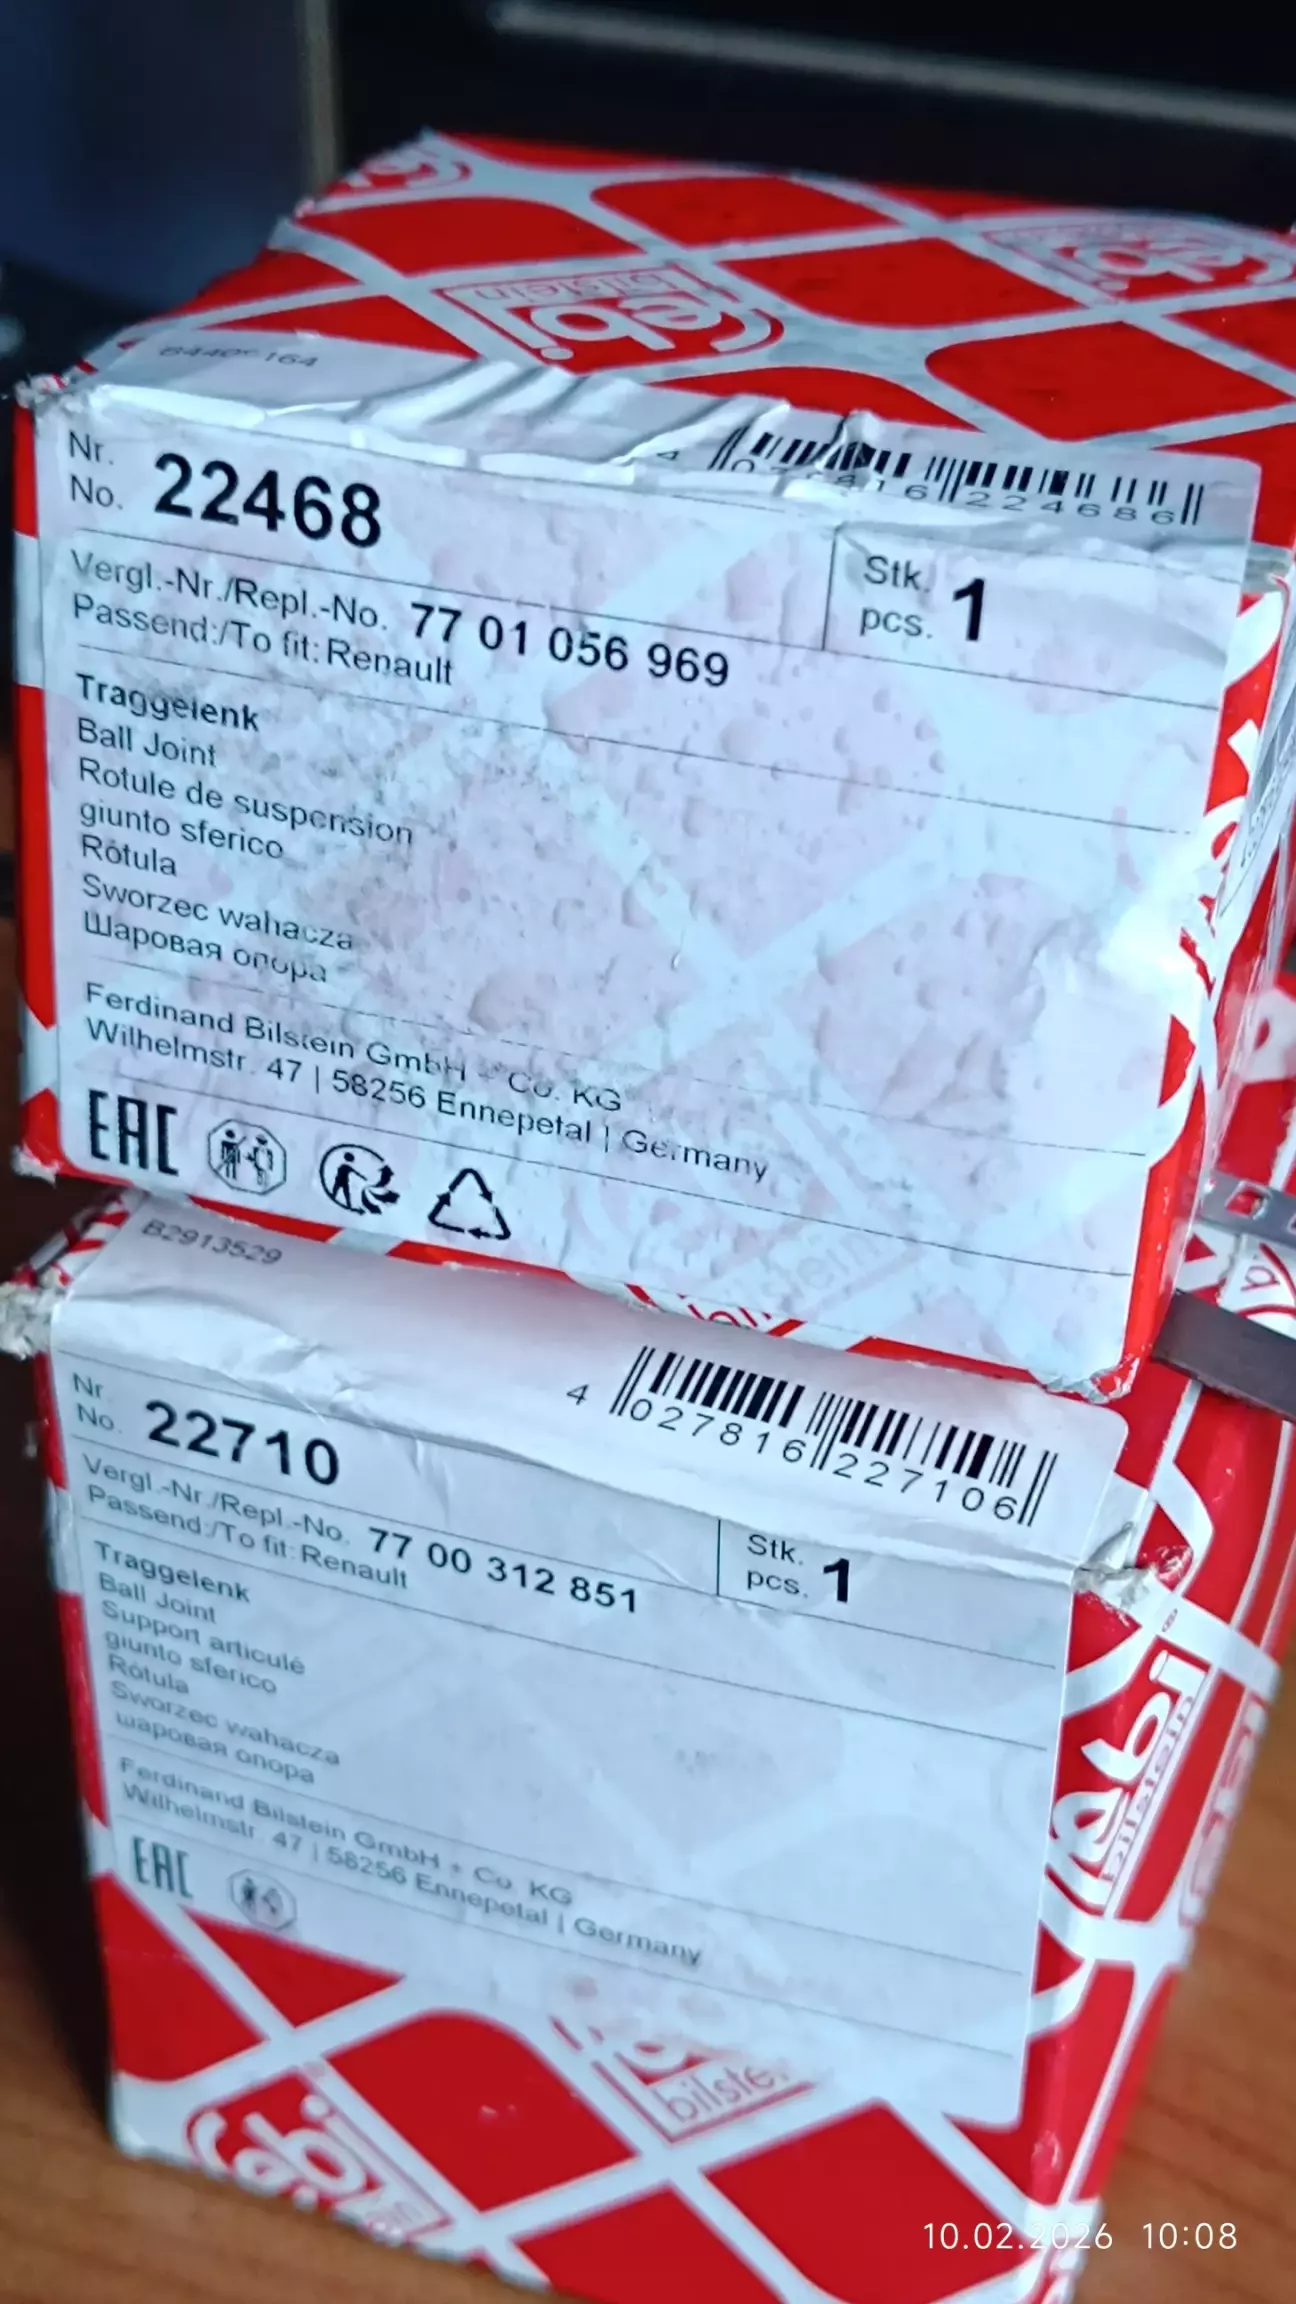 febi
bilstein
Nr.
No. 22468
4 027816 224686
Vergl.-Nr./Repl.-No. 77 01 056 969
Passend:/To fit: Renault
Stk.
pcs. 1
Traggelenk
Ball Joint
Rotule de suspension
giunto sferico
Rótula
Sworzec wahacza
Шаровая опора
Ferdinand Bilstein GmbH + Co. KG
Wilhelmstr. 47 | 58256 Ennepetal | Germany
EAC
B2913529
4 027816 227106
Nr.
No. 22710
Vergl.-Nr./Repl.-No. 77 00 312 851
Passend:/To fit: Renault
Stk.
pcs. 1
Traggelenk
Ball Joint
Support articulé
giunto sferico
Rótula
Sworzec wahacza
шаровая опора
Ferdinand Bilstein GmbH + Co. KG
Wilhelmstr. 47 | 58256 Ennepetal | Germany
EAC
febi
bilstein
bilstein
10.02.2026 10:08